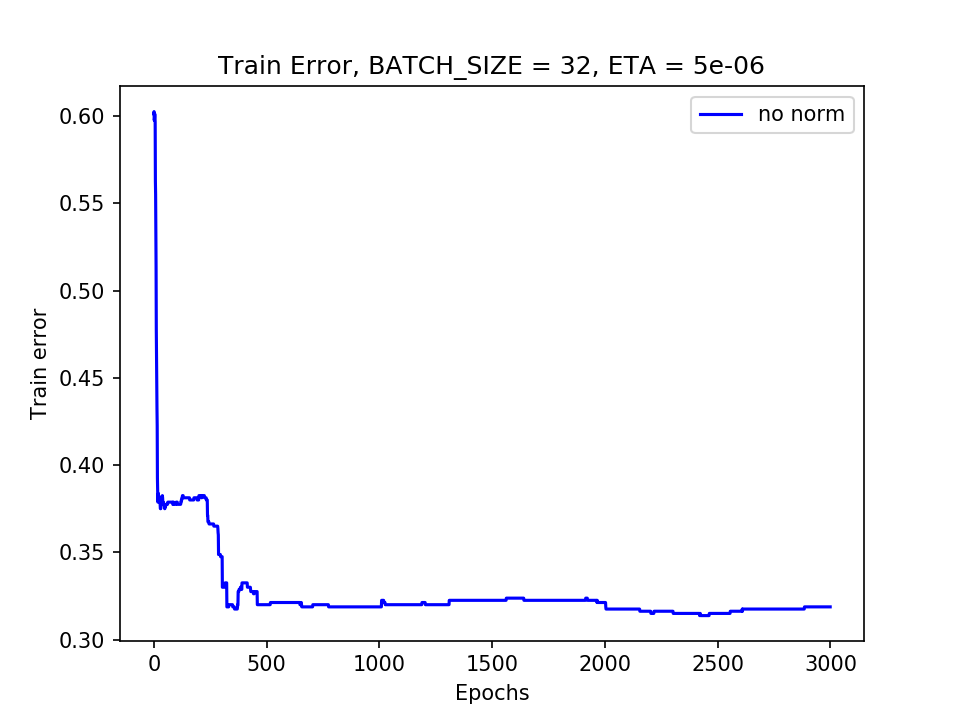 Train Error, BATCH_SIZE = 32, ETA = 5e-06
no norm
0.60
0.55
0.50
0.45
0.40
0.35
0.30
Train error
0 500 1000 1500 2000 2500 3000
Epochs